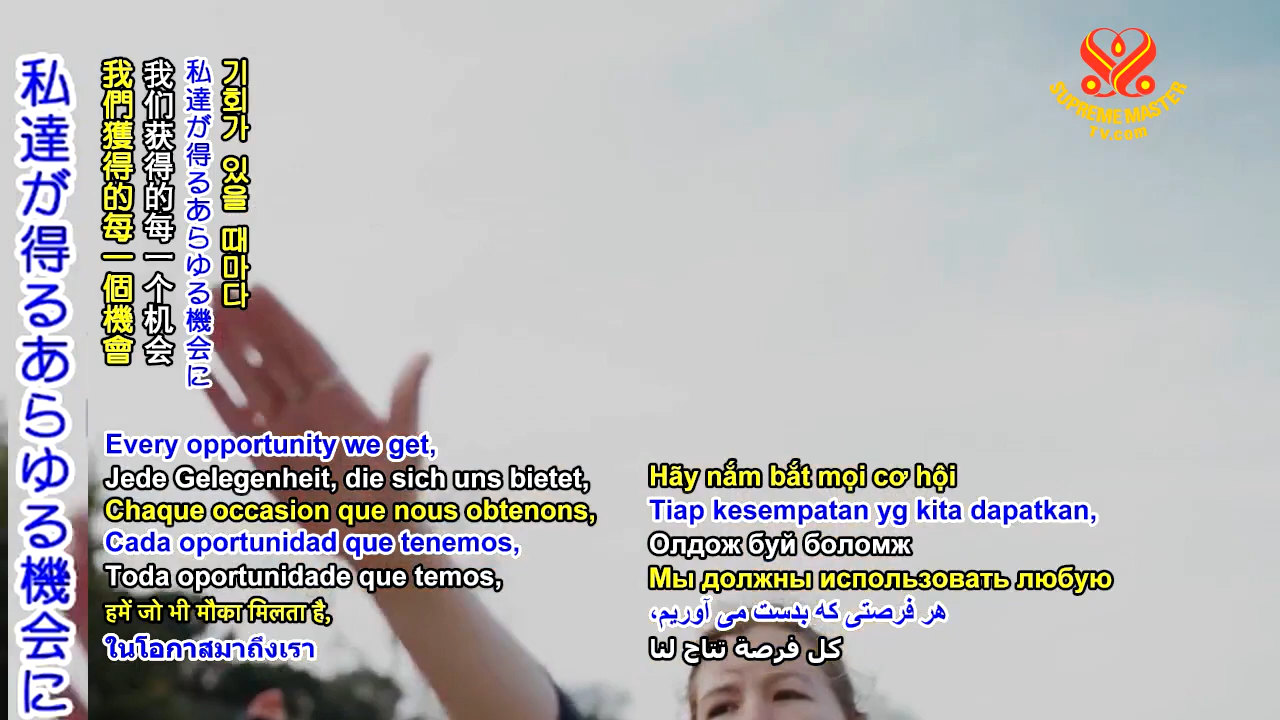 私達が得るあらゆる機会に
我們獲得的每一個機會
我们获得的每一个机会
私達が得るあらゆる機会に
기회가 있을 때마다
SUPREME MASTER
TV.com
Every opportunity we get,
Jede Gelegenheit, die sich uns bietet,
Chaque occasion que nous obtenons,
Cada oportunidad que tenemos,
Toda oportunidade que temos,
हमें जो भी मौका मिलता है,
ในโอกาสมาถึงเรา
Hãy nắm bắt mọi cơ hội
Tiap kesempatan yg kita dapatkan,
Олдож буй боломж
Мы должны использовать любую
هر فرصتی که بدست می آوریم،
كل فرصة تتاح لنا